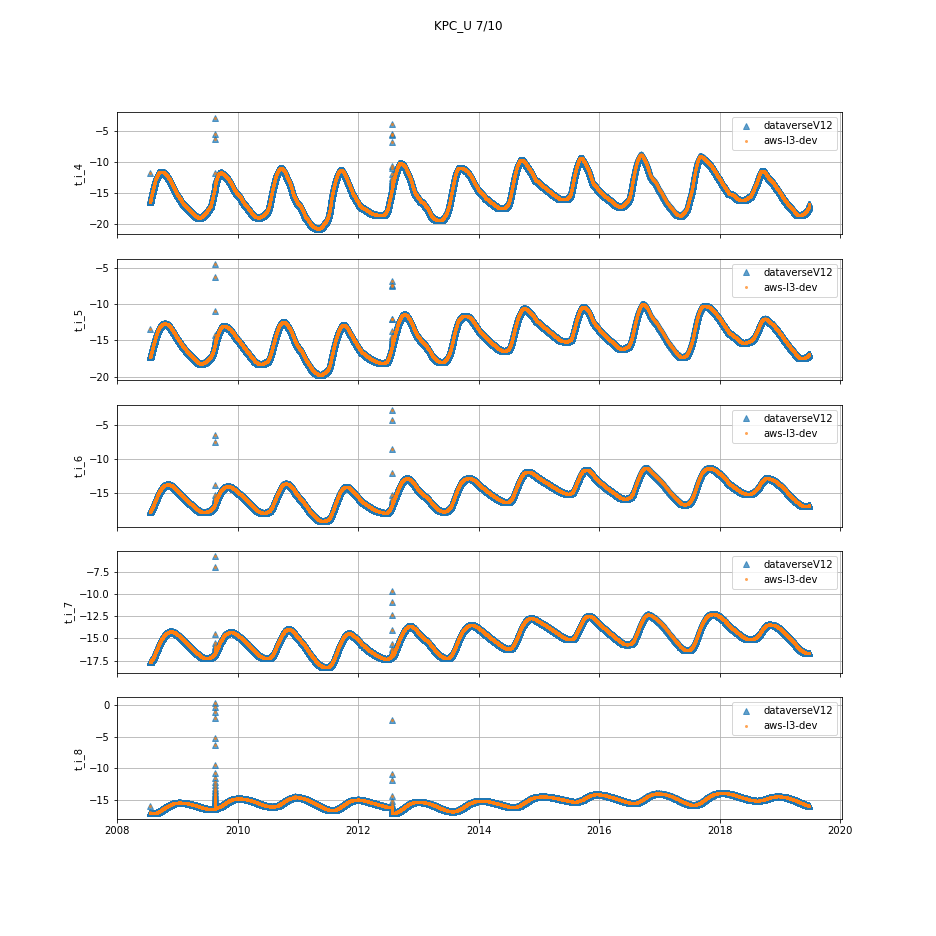 KPC_U 7/10
−5
−10
−15
−20
t_i_4
dataverseV12
aws-l3-dev
−5
−10
−15
−20
t_i_5
dataverseV12
aws-l3-dev
−5
−10
−15
t_i_6
dataverseV12
aws-l3-dev
−7.5
−10.0
−12.5
−15.0
−17.5
t_i_7
dataverseV12
aws-l3-dev
0
−5
−10
−15
t_i_8
dataverseV12
aws-l3-dev
2008 2010 2012 2014 2016 2018 2020